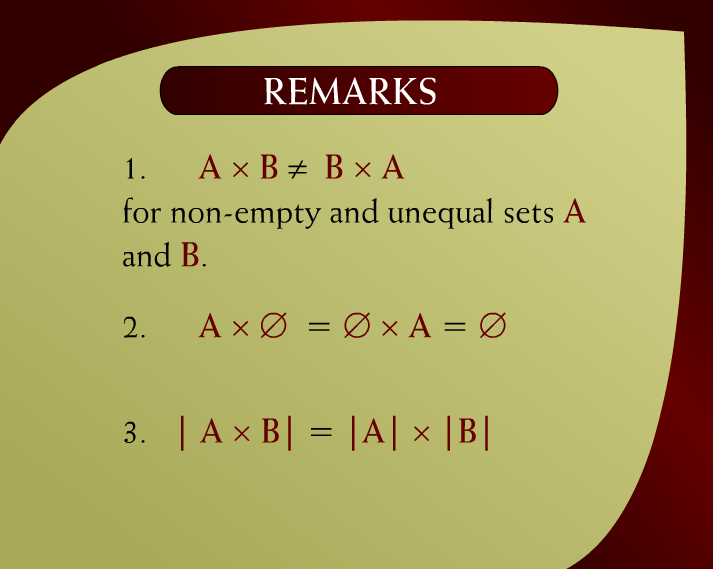 REMARKS
1. A × B ≠ B × A
for non-empty and unequal sets A
and B.
2. A × ∅ = ∅ × A = ∅
3. | A × B| = |A| × |B|